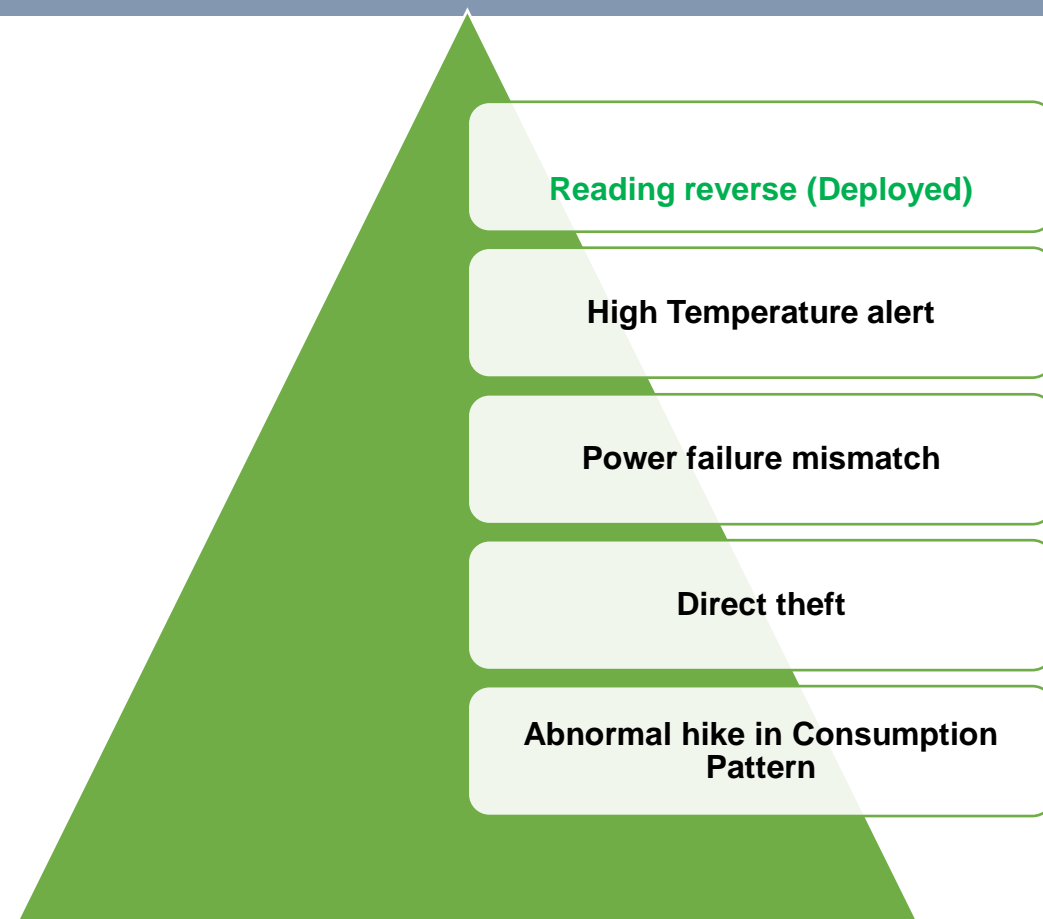 Reading reverse (Deployed)
High Temperature alert
Power failure mismatch
Direct theft
Abnormal hike in Consumption
Pattern